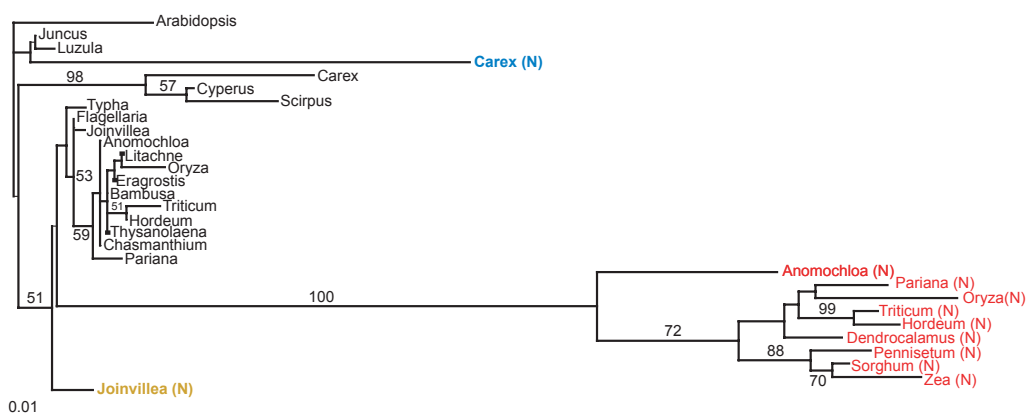 Arabidopsis
Juncus
Luzula
Carex (N)
98
Carex
57
Cyperus
Scirpus
Typha
Flagellaria
Joinvillea
Anomochloa
Litachne
Oryza
53
Eragrostis
Bambusa
51
Triticum
Hordeum
59
Thysanolaena
Chasmanthium
Pariana
51
100
Anomochloa (N)
Pariana (N)
Oryza(N)
99
Triticum (N)
Hordeum (N)
72
Dendrocalamus (N)
88
Pennisetum (N)
Sorghum (N)
70
Zea (N)
Joinvillea (N)
0.01